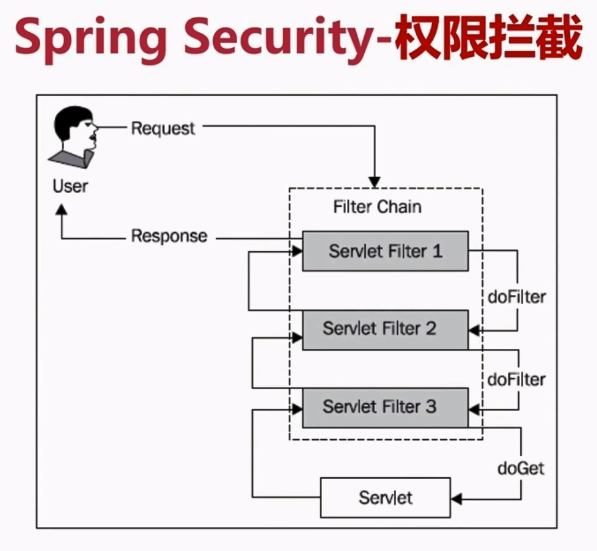 Spring Security-权限拦截
Request
User
Filter Chain
Response
Servlet Filter 1
doFilter
Servlet Filter 2
doFilter
Servlet Filter 3
doGet
Servlet